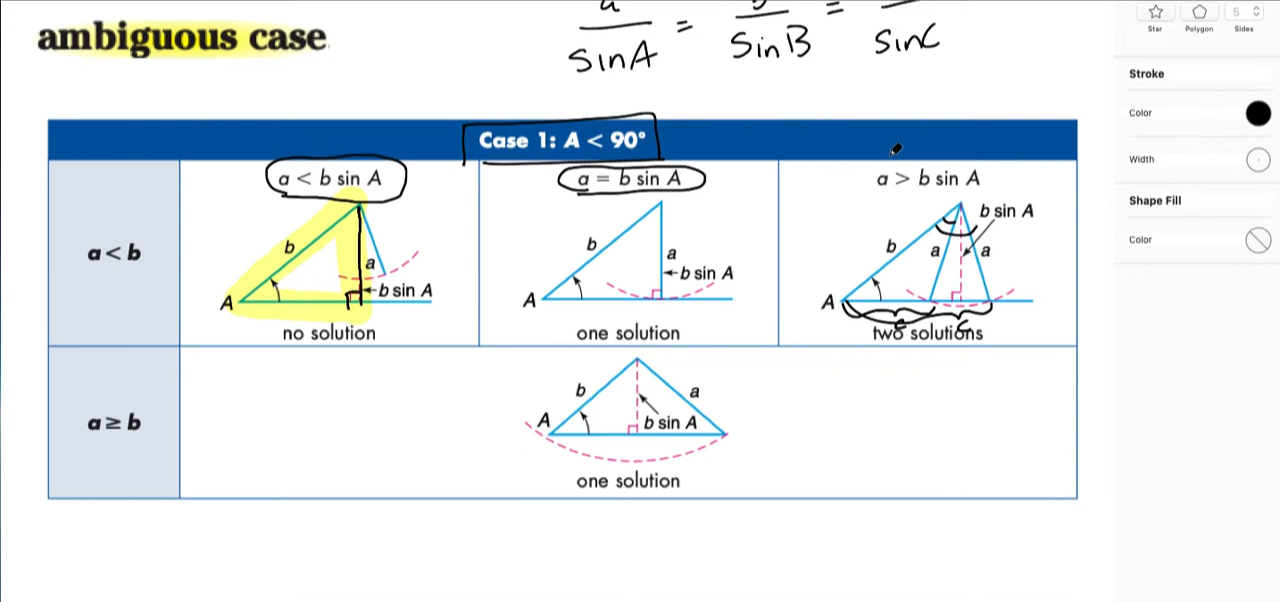 ambiguous case
a = =
sinA sinB sinC
Star Polygon 5 Sides
Stroke
Color
Width
Shape Fill
Color
Case 1: A < 90°
a < b sin A
a = b sin A
a > b sin A
a < b
b
a
b sin A
A
no solution
b
a
b sin A
A
one solution
b sin A
b
a
a
A
c
c
two solutions
a ≥ b
b
a
A
b sin A
one solution